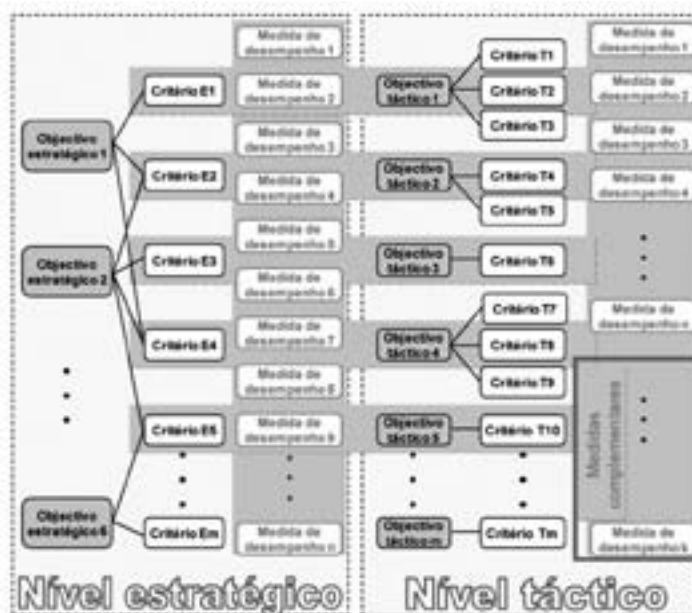 Medida de
desempenho 1
Critério E1
Medida de
desempenho 2
Objectivo
estratégico 1
Medida de
desempenho 3
Critério E2
Medida de
desempenho 4
Medida de
desempenho 5
Objectivo
estratégico 2
Critério E3
Medida de
desempenho 6
Critério E4
Medida de
desempenho 7
Medida de
desempenho 8
Critério E5
Medida de
desempenho 9
Objectivo
estratégico 6
Critério Em
Medida de
desempenho n
Nível estratégico
Objectivo
táctico 1
Critério T1
Critério T2
Critério T3
Objectivo
táctico 2
Critério T4
Critério T5
Objectivo
táctico 3
Critério T6
Objectivo
táctico 4
Critério T7
Critério T8
Critério T9
Objectivo
táctico 5
Critério T10
Objectivo
táctico m
Critério Tm
Medida de
desempenho 1
Medida de
desempenho 2
Medida de
desempenho 3
Medida de
desempenho 4
Medida de
desempenho
Medidas
complementares
Medida de
desempenho k
Nível táctico